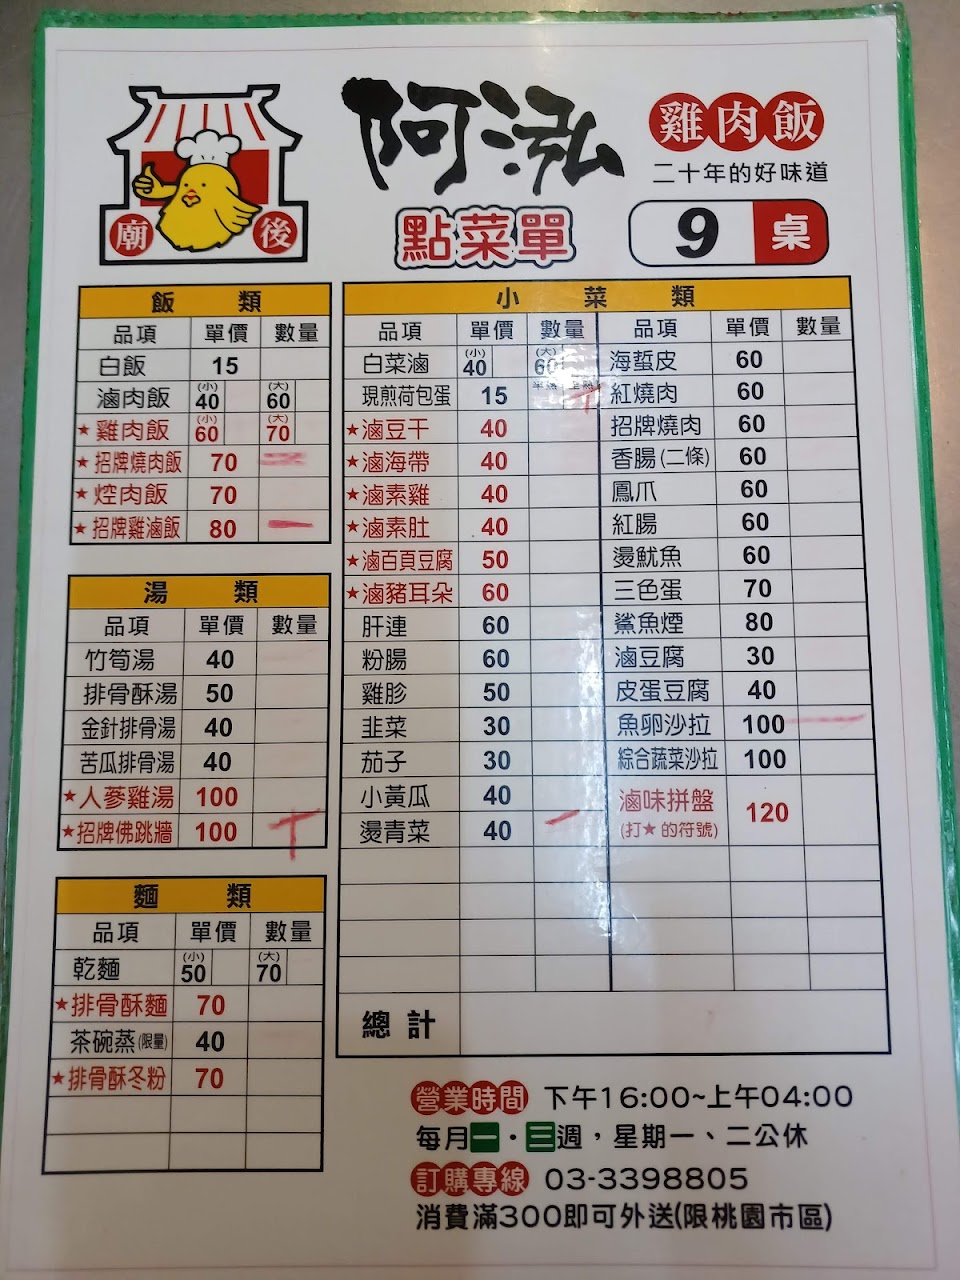 廟後
阿泓
雞肉飯
二十年的好味道
點菜單
9 桌
飯類
品項 單價 數量
白飯 15
滷肉飯 (小)40 (大)60
★雞肉飯 (小)60 (大)70
★招牌燒肉飯 70
★焢肉飯 70
★招牌雞滷飯 80
湯類
品項 單價 數量
竹筍湯 40
排骨酥湯 50
金針排骨湯 40
苦瓜排骨湯 40
★人蔘雞湯 100
★招牌佛跳牆 100
麵類
品項 單價 數量
乾麵 (小)50 (大)70
★排骨酥麵 70
茶碗蒸(限量) 40
★排骨酥冬粉 70
小菜類
品項 單價 數量
白菜滷 (小)40 (大)60
現煎荷包蛋 15
★滷豆干 40
★滷海帶 40
★滷素雞 40
★滷素肚 40
★滷百頁豆腐 50
★滷豬耳朵 60
肝連 60
粉腸 60
雞胗 50
韭菜 30
茄子 30
小黃瓜 40
燙青菜 40
品項 單價 數量
海蜇皮 60
紅燒肉 60
招牌燒肉 60
香腸(二條) 60
鳳爪 60
紅腸 60
燙魷魚 60
三色蛋 70
鯊魚煙 80
滷豆腐 30
皮蛋豆腐 40
魚卵沙拉 100
綜合蔬菜沙拉 100
滷味拼盤 120
(打★的符號)
總計
營業時間 下午16:00~上午04:00
每月一·三週，星期一、二公休
訂購專線 03-3398805
消費滿300即可外送(限桃園市區)